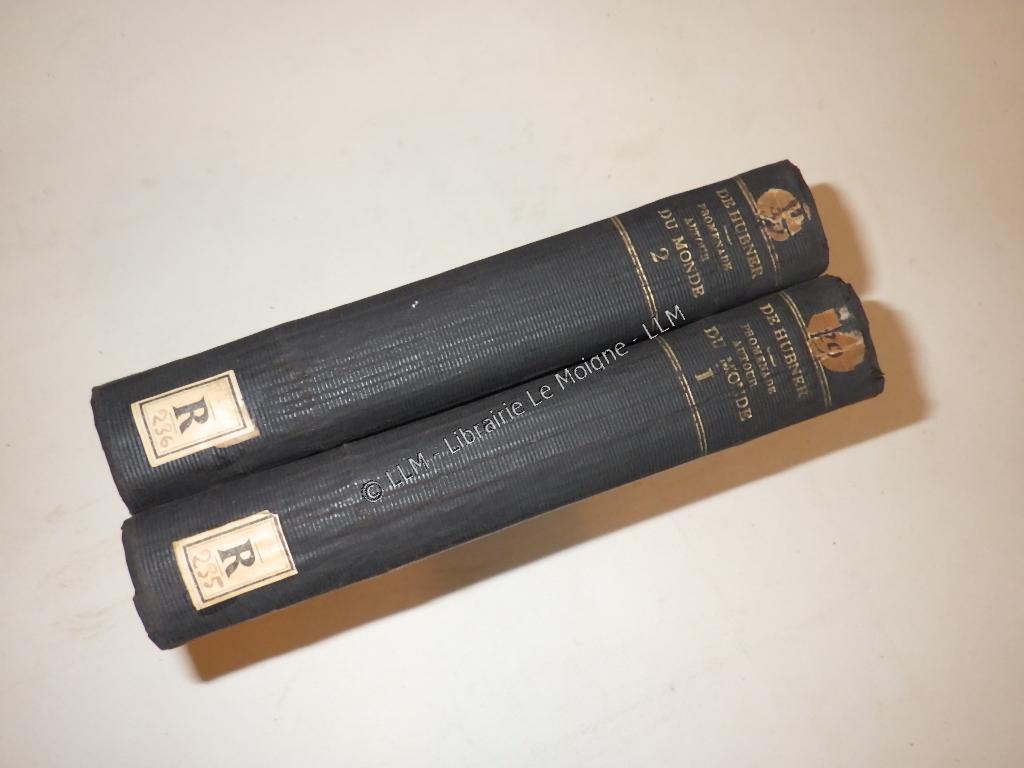 DE HUBNER
PROMENADE
AUTOUR
DU MONDE
2
R
236
DE HUBNER
PROMENADE
AUTOUR
DU MONDE
1
R
235
© LLM - Librairie Le Moigne - LLM